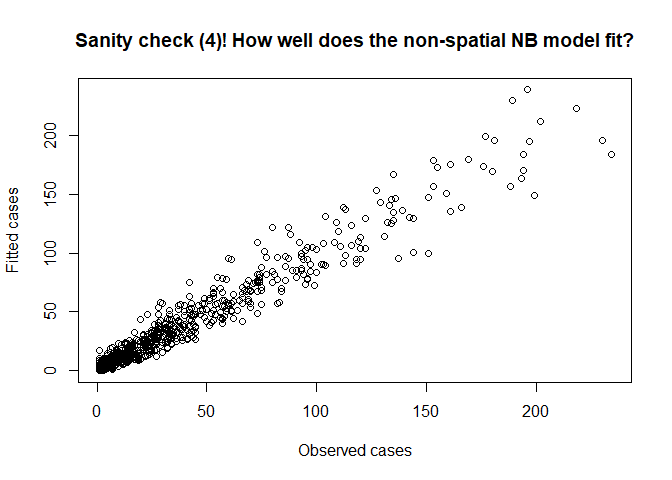 Sanity check (4)! How well does the non-spatial NB model fit?
Fitted cases
200
150
100
50
0
0 50 100 150 200
Observed cases